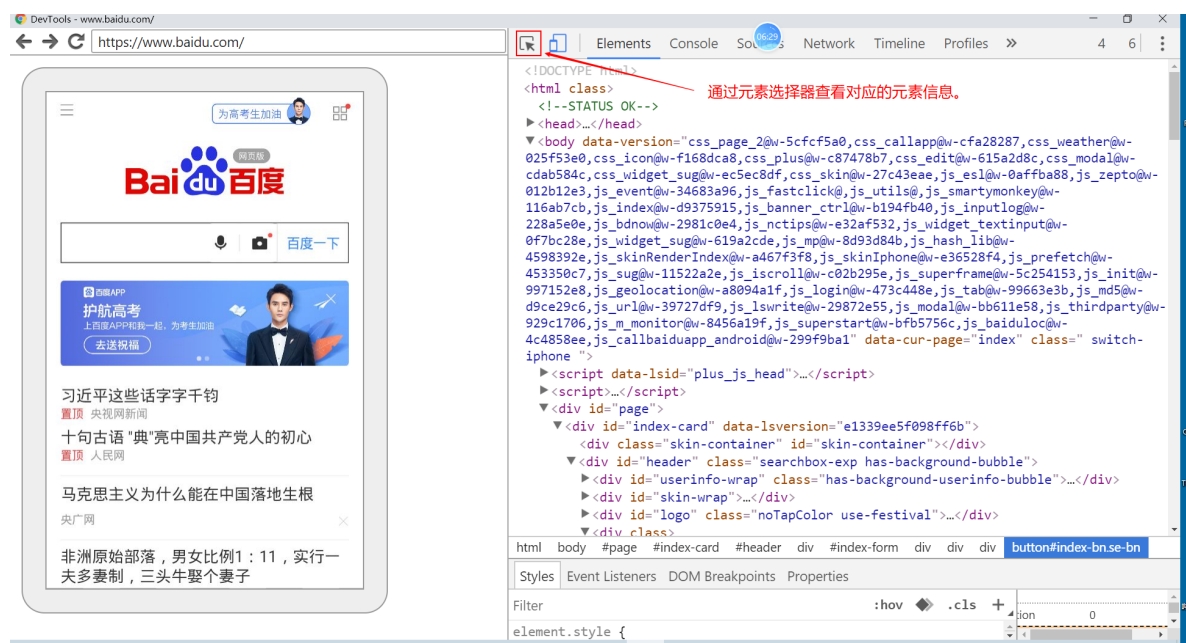 DevTools - www.baidu.com/
https://www.baidu.com/
为高考生加油
网页版
Bai du 百度
百度一下
百度APP
护航高考
上百度APP和我一起，为考生加油
去送祝福
习近平这些话字字千钧
置顶 央视网新闻
十句古语 "典"亮中国共产党人的初心
置顶 人民网
马克思主义为什么能在中国落地生根
央广网
非洲原始部落，男女比例1：11，实行一
夫多妻制，三头牛娶个妻子
Elements Console Network Timeline Profiles » 4 6
06:29
通过元素选择器查看对应的元素信息。
<!DOCTYPE html>
<html class>
<!--STATUS OK-->
▶<head>…</head>
▼<body data-version="css_page_2@w-5cfcf5a0,css_callapp@w-cfa28287,css_weather@w-
025f53e0,css_icon@w-f168dca8,css_plus@w-c87478b7,css_edit@w-615a2d8c,css_modal@w-
cdab584c,css_widget_sug@w-ec5ec8df,css_skin@w-27c43eae,js_esl@w-0affba88,js_zepto@w-
012b12e3,js_event@w-34683a96,js_fastclick@,js_utils@,js_smartymonkey@w-
116ab7cb,js_index@w-d9375915,js_banner_ctrl@w-b194fb40,js_inputlog@w-
228a5e0e,js_bdnow@w-2981c0e4,js_nctips@w-e32af532,js_widget_textinput@w-
0f7bc28e,js_widget_sug@w-619a2cde,js_mp@w-8d93d84b,js_hash_lib@w-
4598392e,js_skinRenderIndex@w-a467f3f8,js_skinIphone@w-e36528f4,js_prefetch@w-
453350c7,js_sug@w-11522a2e,js_iscroll@w-c02b295e,js_superframe@w-5c254153,js_init@w-
997152e8,js_geolocation@w-a8094a1f,js_login@w-473c448e,js_tab@w-99663e3b,js_md5@w-
d9ce29c6,js_url@w-39727df9,js_lswrite@w-29872e55,js_modal@w-bb611e58,js_thirdparty@w-
929c1706,js_m_monitor@w-8456a19f,js_superstart@w-bfb5756c,js_baiduloc@w-
4c4858ee,js_callbaiduapp_android@w-299f9ba1" data-cur-page="index" class=" switch-
iphone ">
▶<script data-lsid="plus_js_head">…</script>
▶<script>…</script>
▼<div id="page">
▼<div id="index-card" data-lsversion="e1339ee5f098ff6b">
<div class="skin-container" id="skin-container"></div>
▼<div id="header" class="searchbox-exp has-background-bubble">
▶<div id="userinfo-wrap" class="has-background-userinfo-bubble">…</div>
▶<div id="skin-wrap">…</div>
▶<div id="logo" class="noTapColor use-festival">…</div>
▼<div class>
html body #page #index-card #header div #index-form div div div button#index-bn.se-bn
Styles Event Listeners DOM Breakpoints Properties
Filter :hov .cls +
tion 0
element.style {